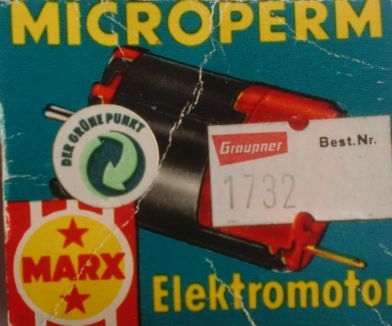 MICROPERM
DER GRÜNE PUNKT
Graupner
Best.Nr.
1732
MARX
Elektromotor